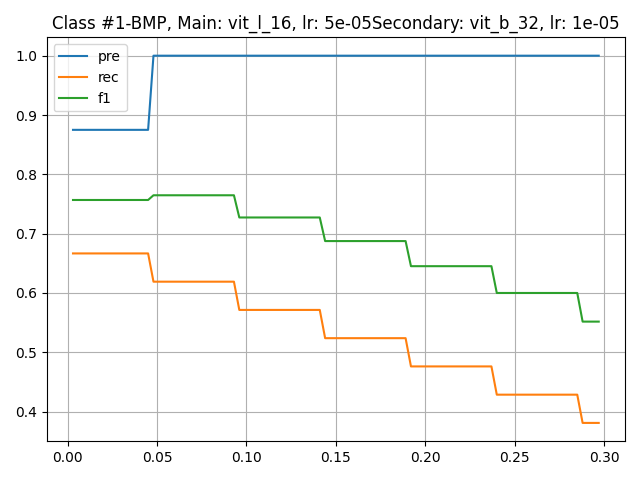 Class #1-BMP, Main: vit_l_16, lr: 5e-05Secondary: vit_b_32, lr: 1e-05
pre
rec
f1
1.0
0.9
0.8
0.7
0.6
0.5
0.4
0.00 0.05 0.10 0.15 0.20 0.25 0.30